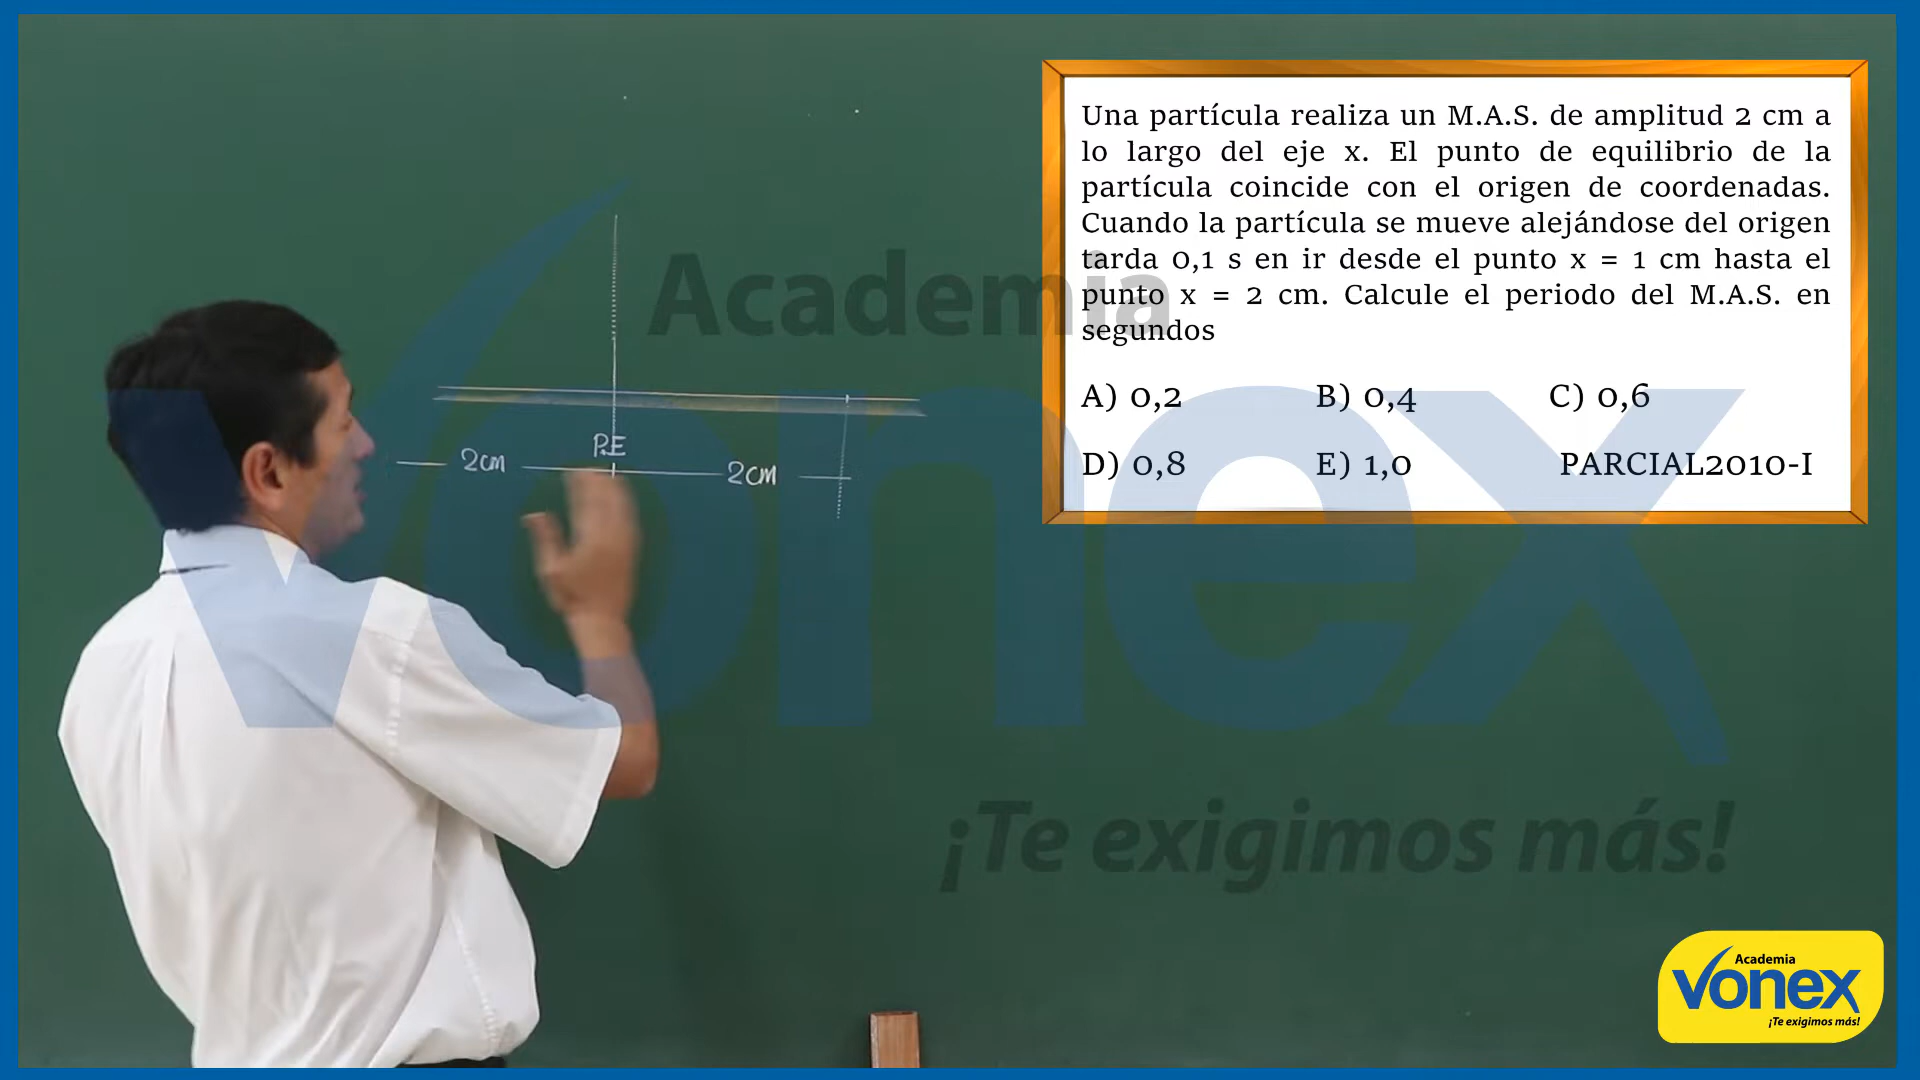 Una partícula realiza un M.A.S. de amplitud 2 cm a
lo largo del eje x. El punto de equilibrio de la
partícula coincide con el origen de coordenadas.
Cuando la partícula se mueve alejándose del origen
tarda 0,1 s en ir desde el punto x = 1 cm hasta el
punto x = 2 cm. Calcule el periodo del M.A.S. en
segundos
A) 0,2 B) 0,4 C) 0,6
D) 0,8 E) 1,0 PARCIAL2010-I
P.E
2cm 2cm
Academia
vonex
¡Te exigimos más!
Academia
vonex
¡Te exigimos más!